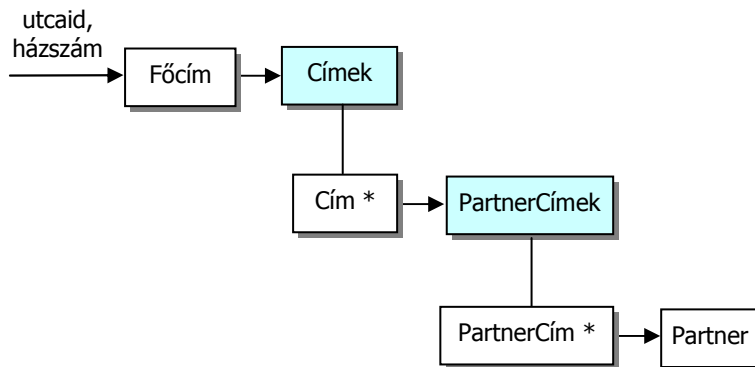 utcaid,
házszám
Főcím
Címek
Cím *
PartnerCímek
PartnerCím *
Partner